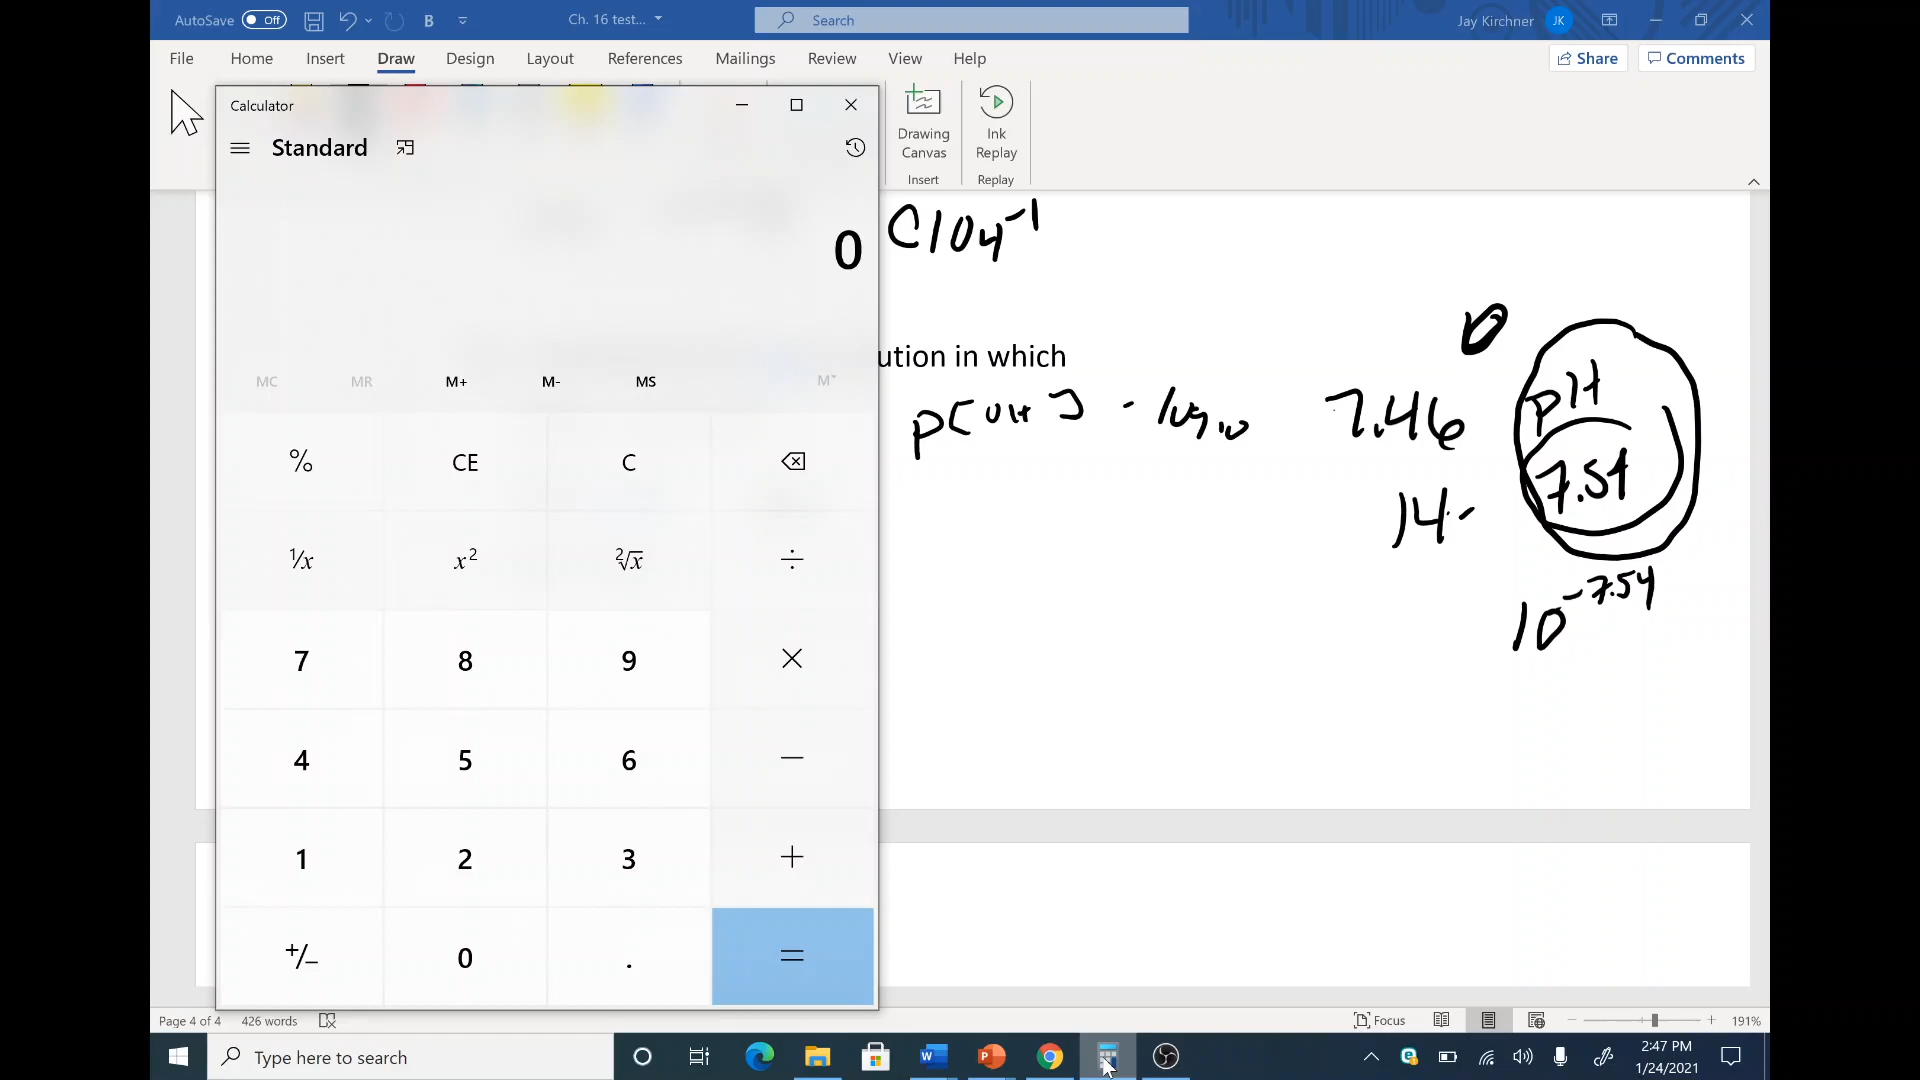 AutoSave Off B Ch. 16 test... Search Jay Kirchner JK
File Home Insert Draw Design Layout References Mailings Review View Help Share Comments
Calculator
Standard
0
MC MR M+ M- MS M˅
% CE C
¹/x x² ²√x ÷
7 8 9 ×
4 5 6 −
1 2 3 +
+/− 0 . =
Drawing Canvas
Ink Replay
Insert Replay
ClO₄⁻¹
ution in which
p[OH] - log₁₀ 7.46
pH
7.54
14 -
10⁻⁷·⁵⁴
Page 4 of 4 426 words Focus 191%
Type here to search
2:47 PM
1/24/2021